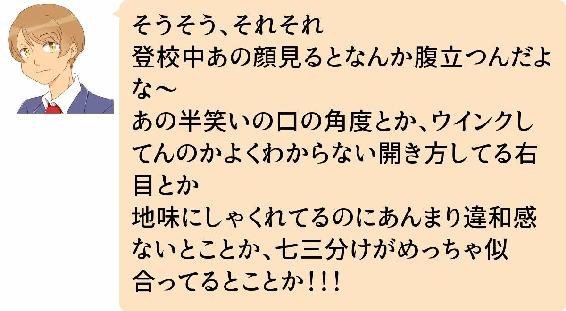 そうそう、それそれ
登校中あの顔見るとなんか腹立つんだよ
な～
あの半笑いの口の角度とか、ウインクし
てんのかよくわからない開き方してる右
目とか
地味にしゃくれてるのにあんまり違和感
ないとことか、七三分けがめっちゃ似
合ってるとことか！！！